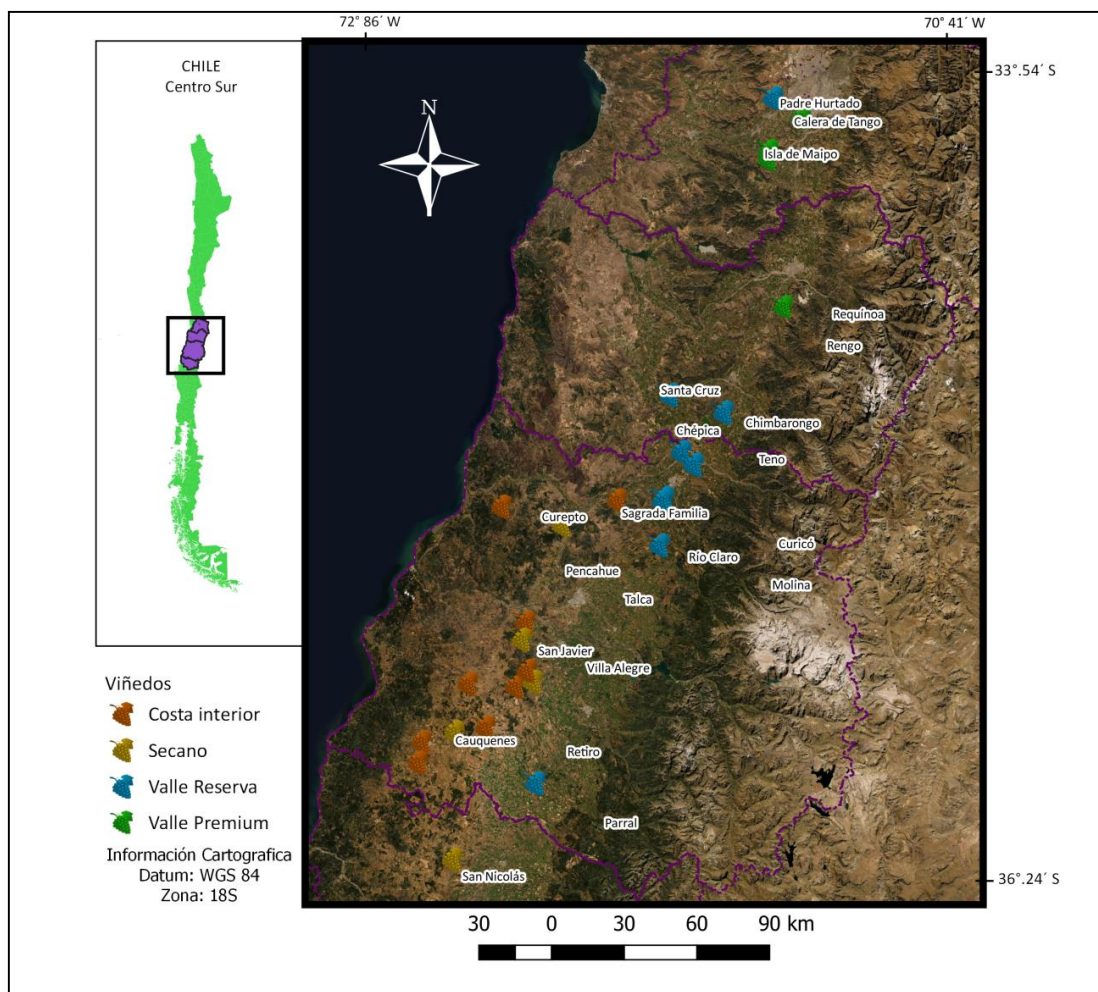 72° 86´ W
70° 41´ W
CHILE
Centro Sur
33°.54´ S
N
Padre Hurtado
Calera de Tango
Isla de Maipo
Requínoa
Rengo
Santa Cruz
Chimbarongo
Chépica
Teno
Sagrada Familia
Curepto
Curicó
Río Claro
Pencahue
Molina
Talca
San Javier
Villa Alegre
Cauquenes
Retiro
Parral
San Nicolás
36°.24´ S
Viñedos
Costa interior
Secano
Valle Reserva
Valle Premium
Información Cartografica
Datum: WGS 84
Zona: 18S
30 0 30 60 90 km